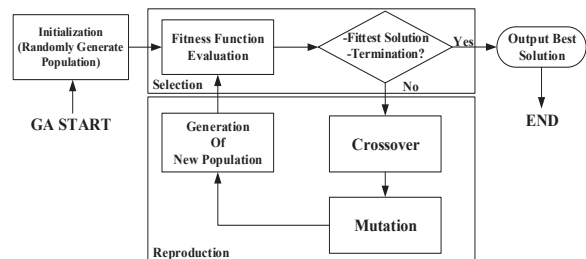 Initialization
(Randomly Generate
Population)
GA START
Fitness Function
Evaluation
Selection
-Fittest Solution
-Termination?
Yes
No
Output Best
Solution
END
Crossover
Mutation
Generation
Of
New Population
Reproduction